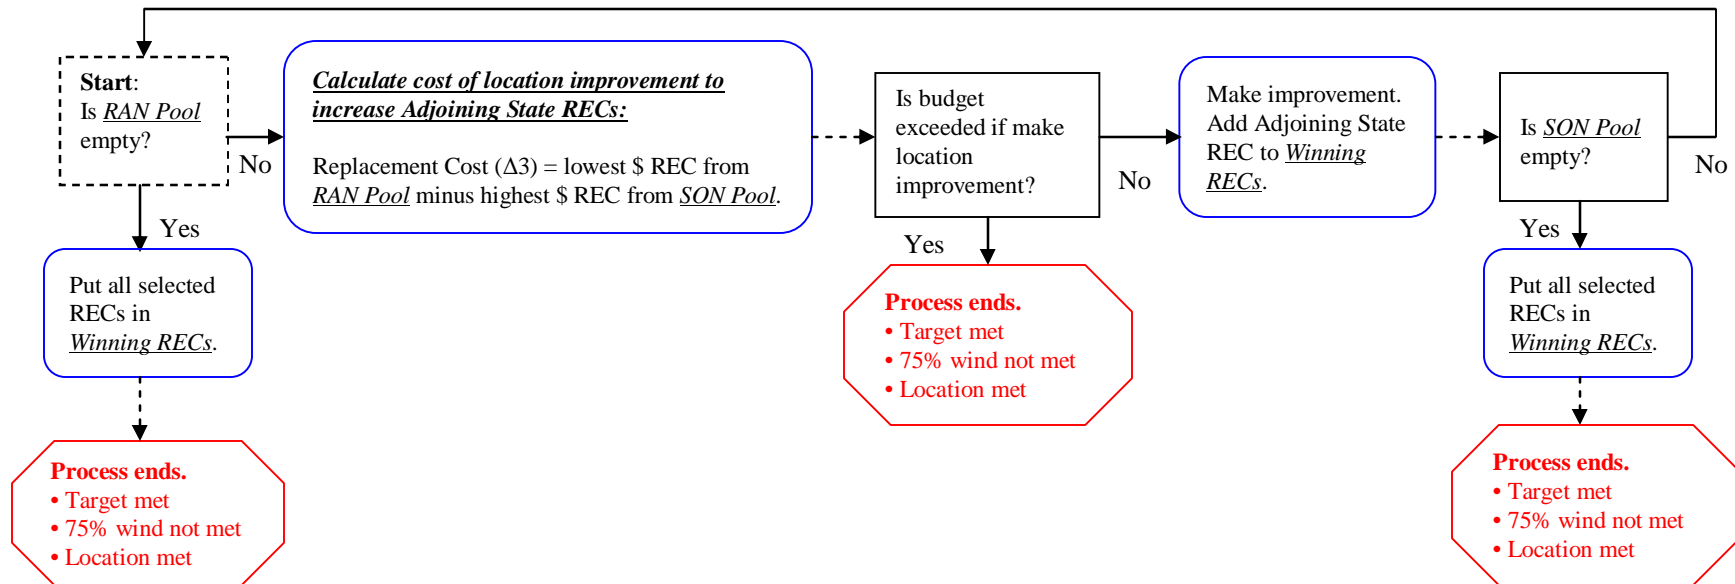 Start:
Is RAN Pool
empty?
No
Yes
Put all selected
RECs in
Winning RECs.
Process ends.
• Target met
• 75% wind not met
• Location met
Calculate cost of location improvement to
increase Adjoining State RECs:
Replacement Cost (Δ3) = lowest $ REC from
RAN Pool minus highest $ REC from SON Pool.
Is budget
exceeded if make
location
improvement?
No
Yes
Process ends.
• Target met
• 75% wind not met
• Location met
Make improvement.
Add Adjoining State
REC to Winning
RECs.
Is SON Pool
empty?
No
Yes
Put all selected
RECs in
Winning RECs.
Process ends.
• Target met
• 75% wind not met
• Location met